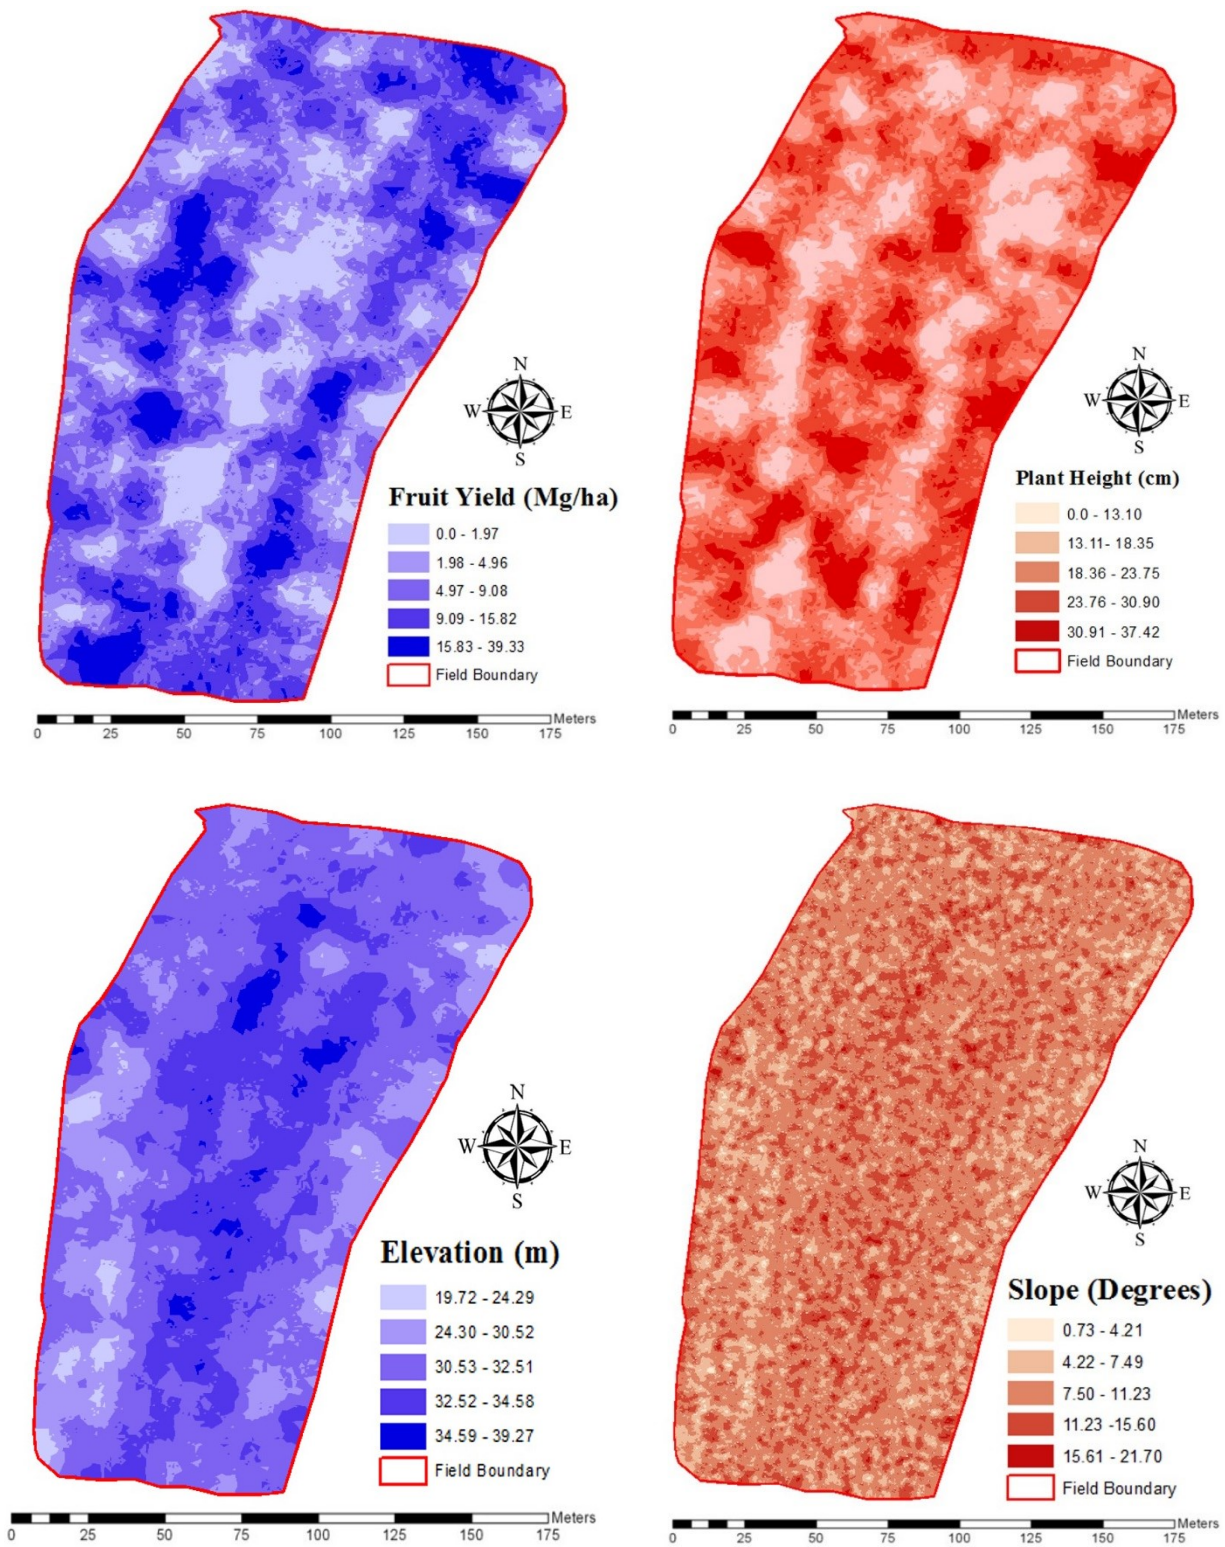 N
W E
S
Fruit Yield (Mg/ha)
0.0 - 1.97
1.98 - 4.96
4.97 - 9.08
9.09 - 15.82
15.83 - 39.33
Field Boundary
Meters
0 25 50 75 100 125 150 175
N
W E
S
Plant Height (cm)
0.0 - 13.10
13.11- 18.35
18.36 - 23.75
23.76 - 30.90
30.91 - 37.42
Field Boundary
Meters
0 25 50 75 100 125 150 175
N
W E
S
Elevation (m)
19.72 - 24.29
24.30 - 30.52
30.53 - 32.51
32.52 - 34.58
34.59 - 39.27
Field Boundary
Meters
0 25 50 75 100 125 150 175
N
W E
S
Slope (Degrees)
0.73 - 4.21
4.22 - 7.49
7.50 - 11.23
11.23 -15.60
15.61 - 21.70
Field Boundary
Meters
0 25 50 75 100 125 150 175